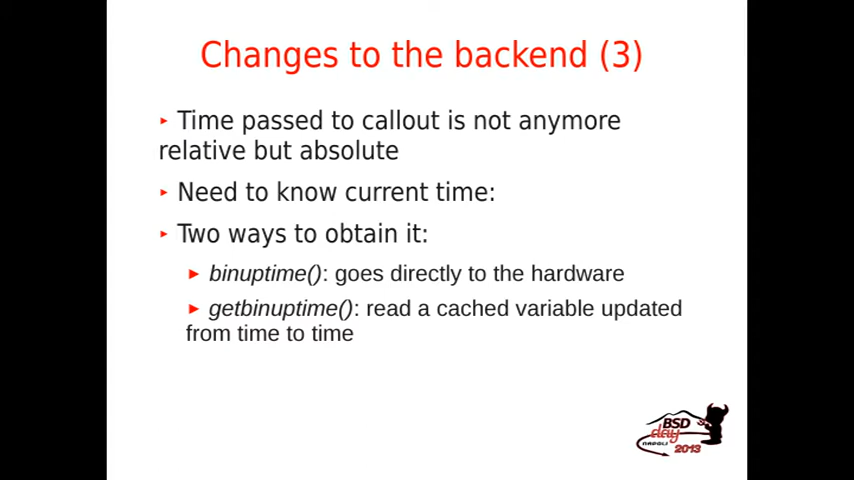 Changes to the backend (3)
▸ Time passed to callout is not anymore
relative but absolute
▸ Need to know current time:
▸ Two ways to obtain it:
► binuptime(): goes directly to the hardware
► getbinuptime(): read a cached variable updated
from time to time
BSD
day
NAPOLI
2013